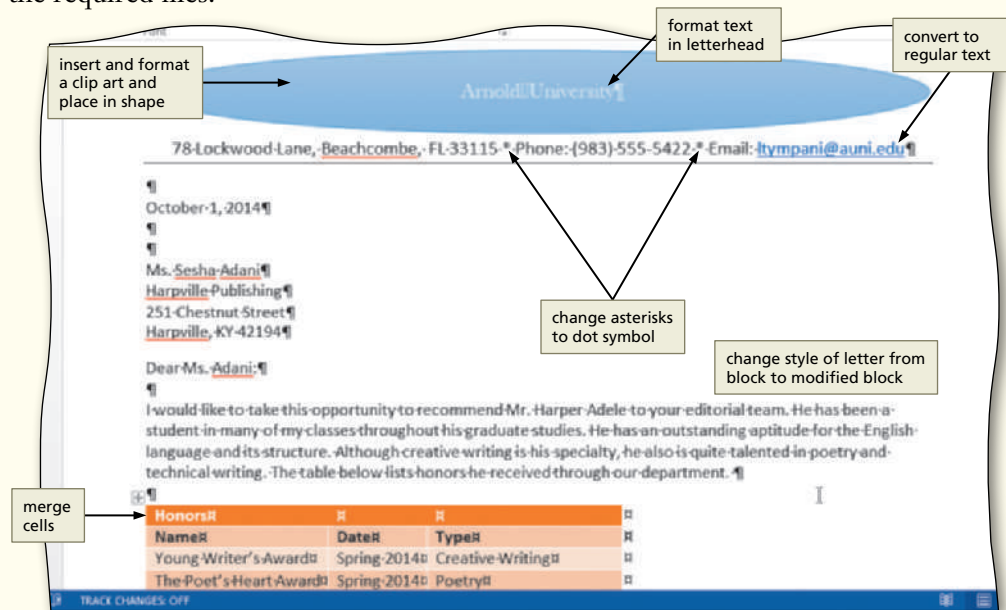 the required files.
insert and format
a clip art and
place in shape
format text
in letterhead
convert to
regular text
Arnold University¶
78·Lockwood·Lane,·Beachcombe,·FL·33115·*·Phone:·(983)·555-5422·*·Email:·ltympani@auni.edu¶
¶
October·1,·2014¶
¶
¶
Ms.·Sesha·Adani¶
Harpville·Publishing¶
251·Chestnut·Street¶
Harpville,·KY·42194¶
change asterisks
to dot symbol
change style of letter from
block to modified block
Dear·Ms.·Adani:¶
¶
I·would·like·to·take·this·opportunity·to·recommend·Mr.·Harper·Adele·to·your·editorial·team.·He·has·been·a·
student·in·many·of·my·classes·throughout·his·graduate·studies.·He·has·an·outstanding·aptitude·for·the·English·
language·and·its·structure.·Although·creative·writing·is·his·specialty,·he·also·is·quite·talented·in·poetry·and·
technical·writing.·The·table·below·lists·honors·he·received·through·our·department.·¶
¶
merge
cells
Honors¤ ¤ ¤ ¤
Name¤ Date¤ Type¤ ¤
Young·Writer's·Award¤ Spring·2014¤ Creative·Writing¤ ¤
The·Poet's·Heart·Award¤ Spring·2014¤ Poetry¤ ¤
TRACK CHANGES: OFF